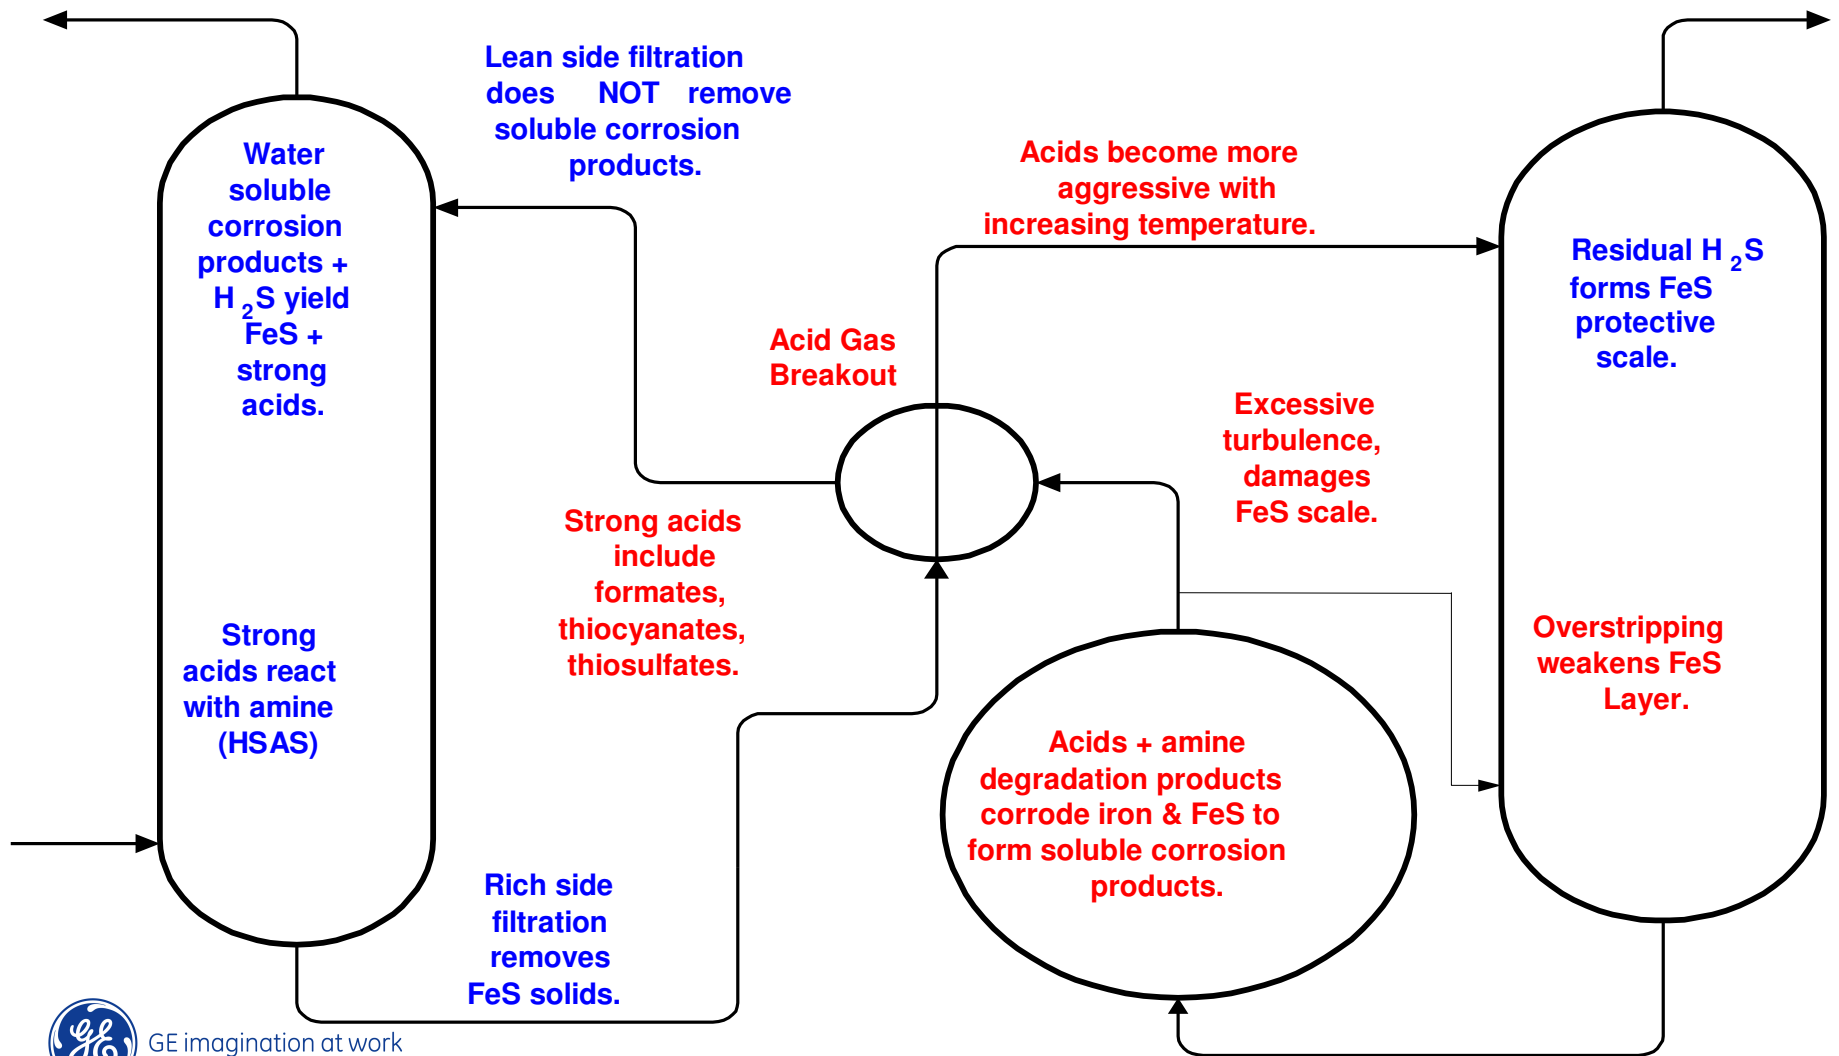 Lean side filtration
does NOT remove
soluble corrosion
products.
Water
soluble
corrosion
products +
H2S yield
FeS +
strong
acids.
Acids become more
aggressive with
increasing temperature.
Residual H2S
forms FeS
protective
scale.
Acid Gas
Breakout
Excessive
turbulence,
damages
FeS scale.
Strong acids
include
formates,
thiocyanates,
thiosulfates.
Strong
acids react
with amine
(HSAS)
Overstripping
weakens FeS
Layer.
Acids + amine
degradation products
corrode iron & FeS to
form soluble corrosion
products.
Rich side
filtration
removes
FeS solids.
GE
GE imagination at work